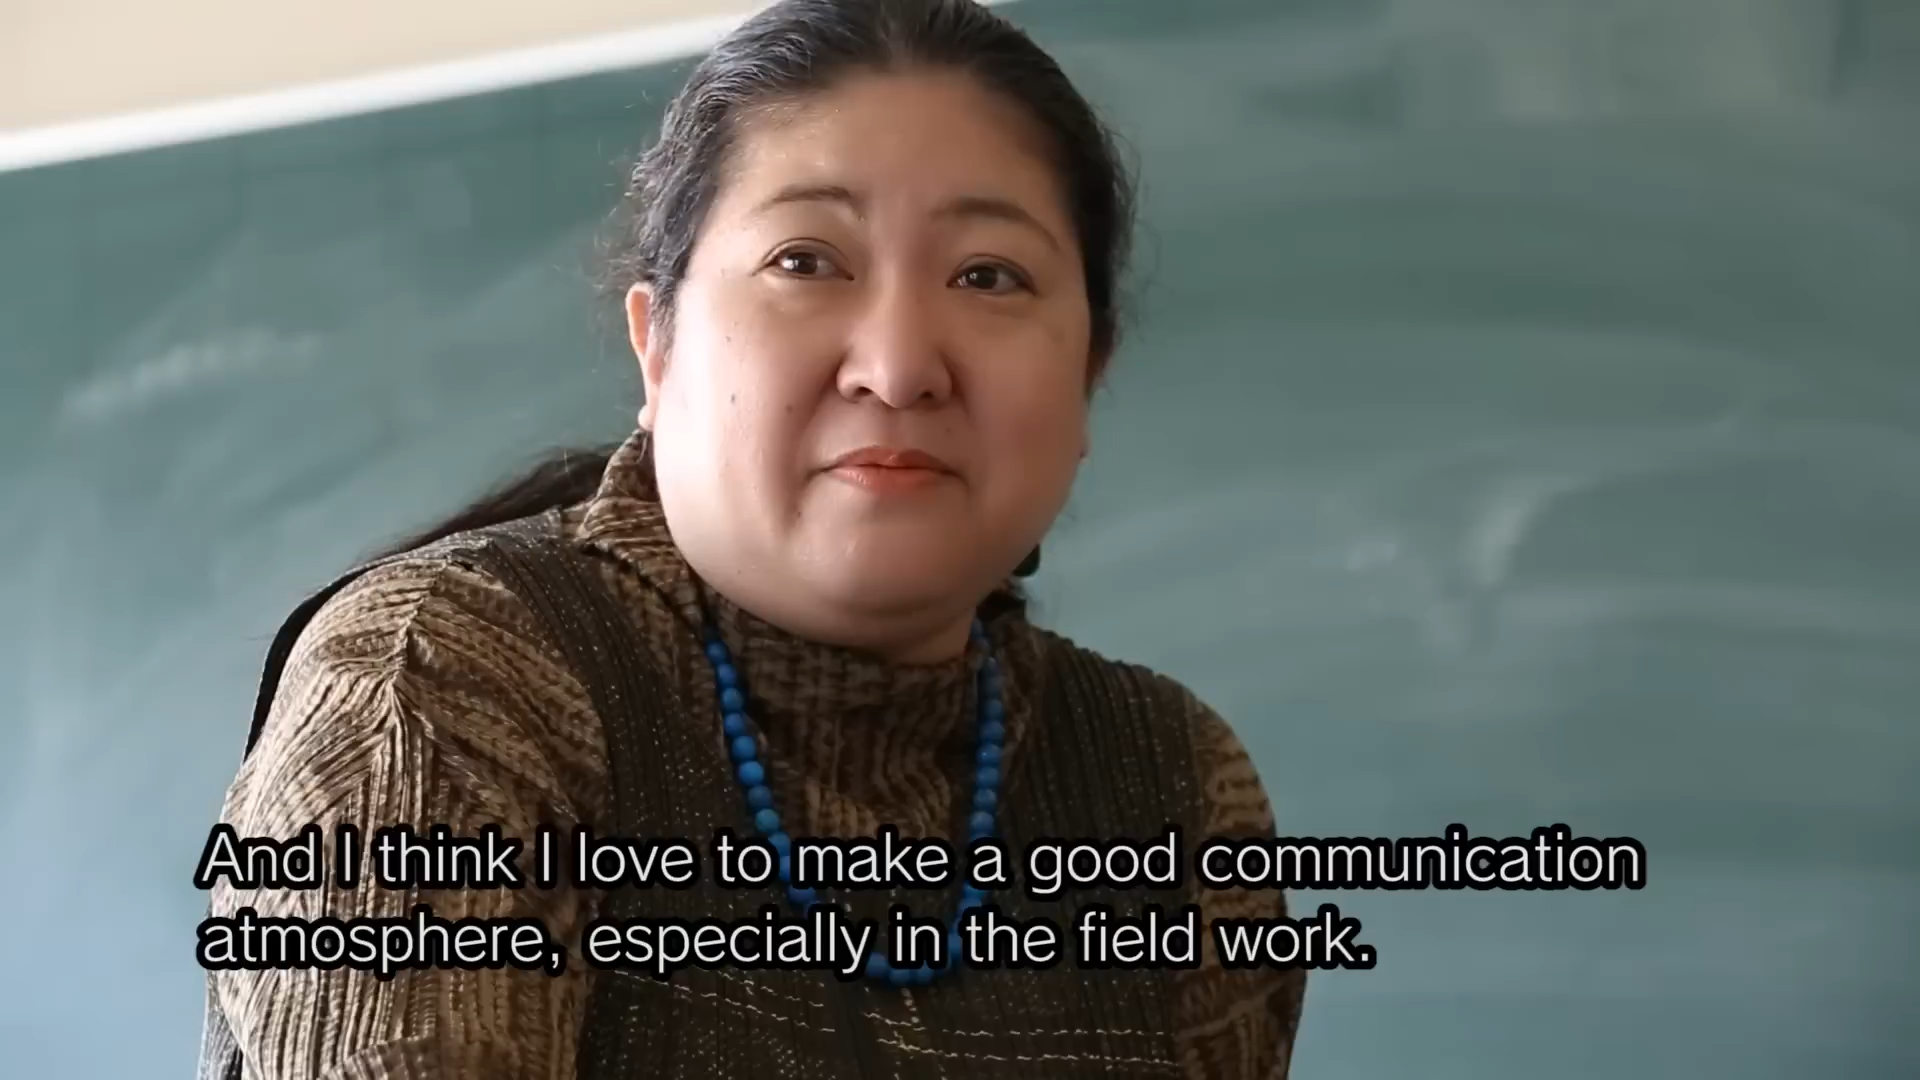 And I think I love to make a good communication
atmosphere, especially in the field work.